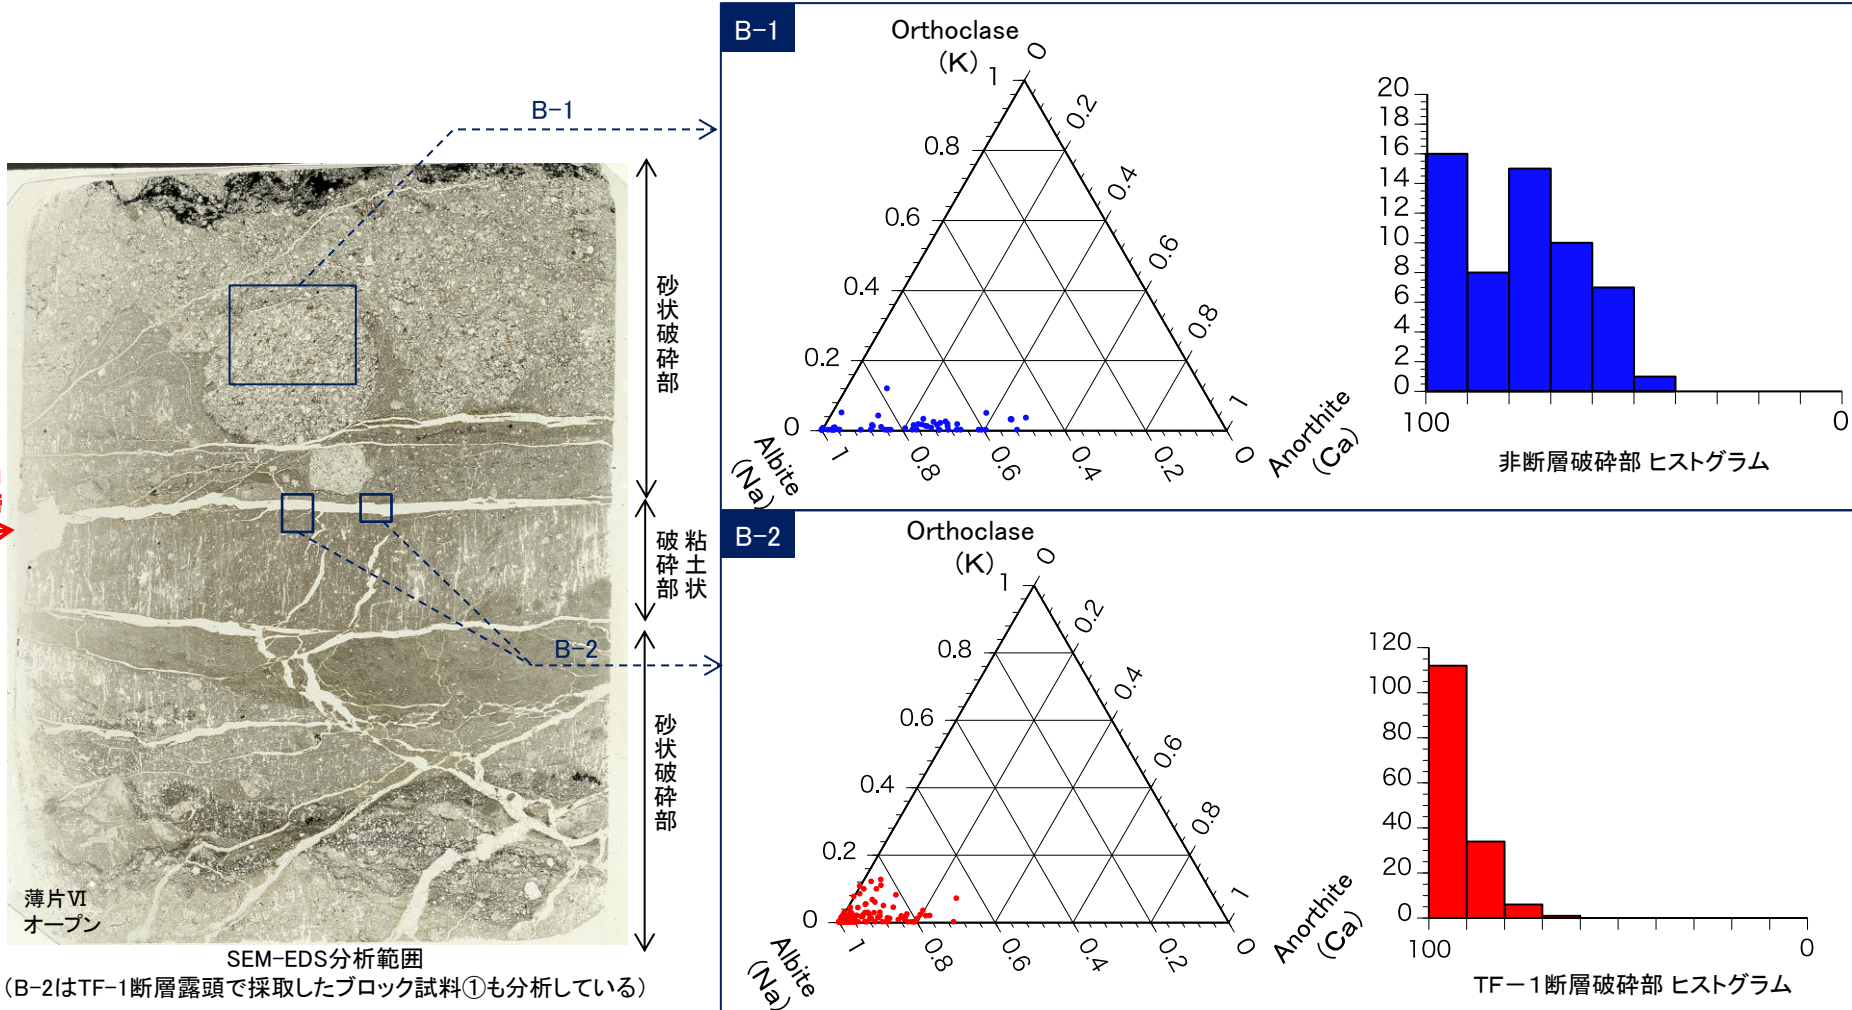 B-1
B-2
砂状破砕部
粘土状
破砕部
砂状破砕部
薄片Ⅵ
オープン
SEM-EDS分析範囲
（B-2はTF-1断層露頭で採取したブロック試料①も分析している）
B-1
Orthoclase
（K）
1
0.8
0.6
0.4
0.2
0
0
0.2
0.4
0.6
0.8
1
1
0.8
0.6
0.4
0.2
0
Albite
（Na）
Anorthite
（Ca）
20
18
16
14
12
10
8
6
4
2
0
100
0
非断層破砕部 ヒストグラム
B-2
Orthoclase
（K）
1
0.8
0.6
0.4
0.2
0
0
0.2
0.4
0.6
0.8
1
1
0.8
0.6
0.4
0.2
0
Albite
（Na）
Anorthite
（Ca）
120
100
80
60
40
20
0
100
0
TF－1断層破砕部 ヒストグラム